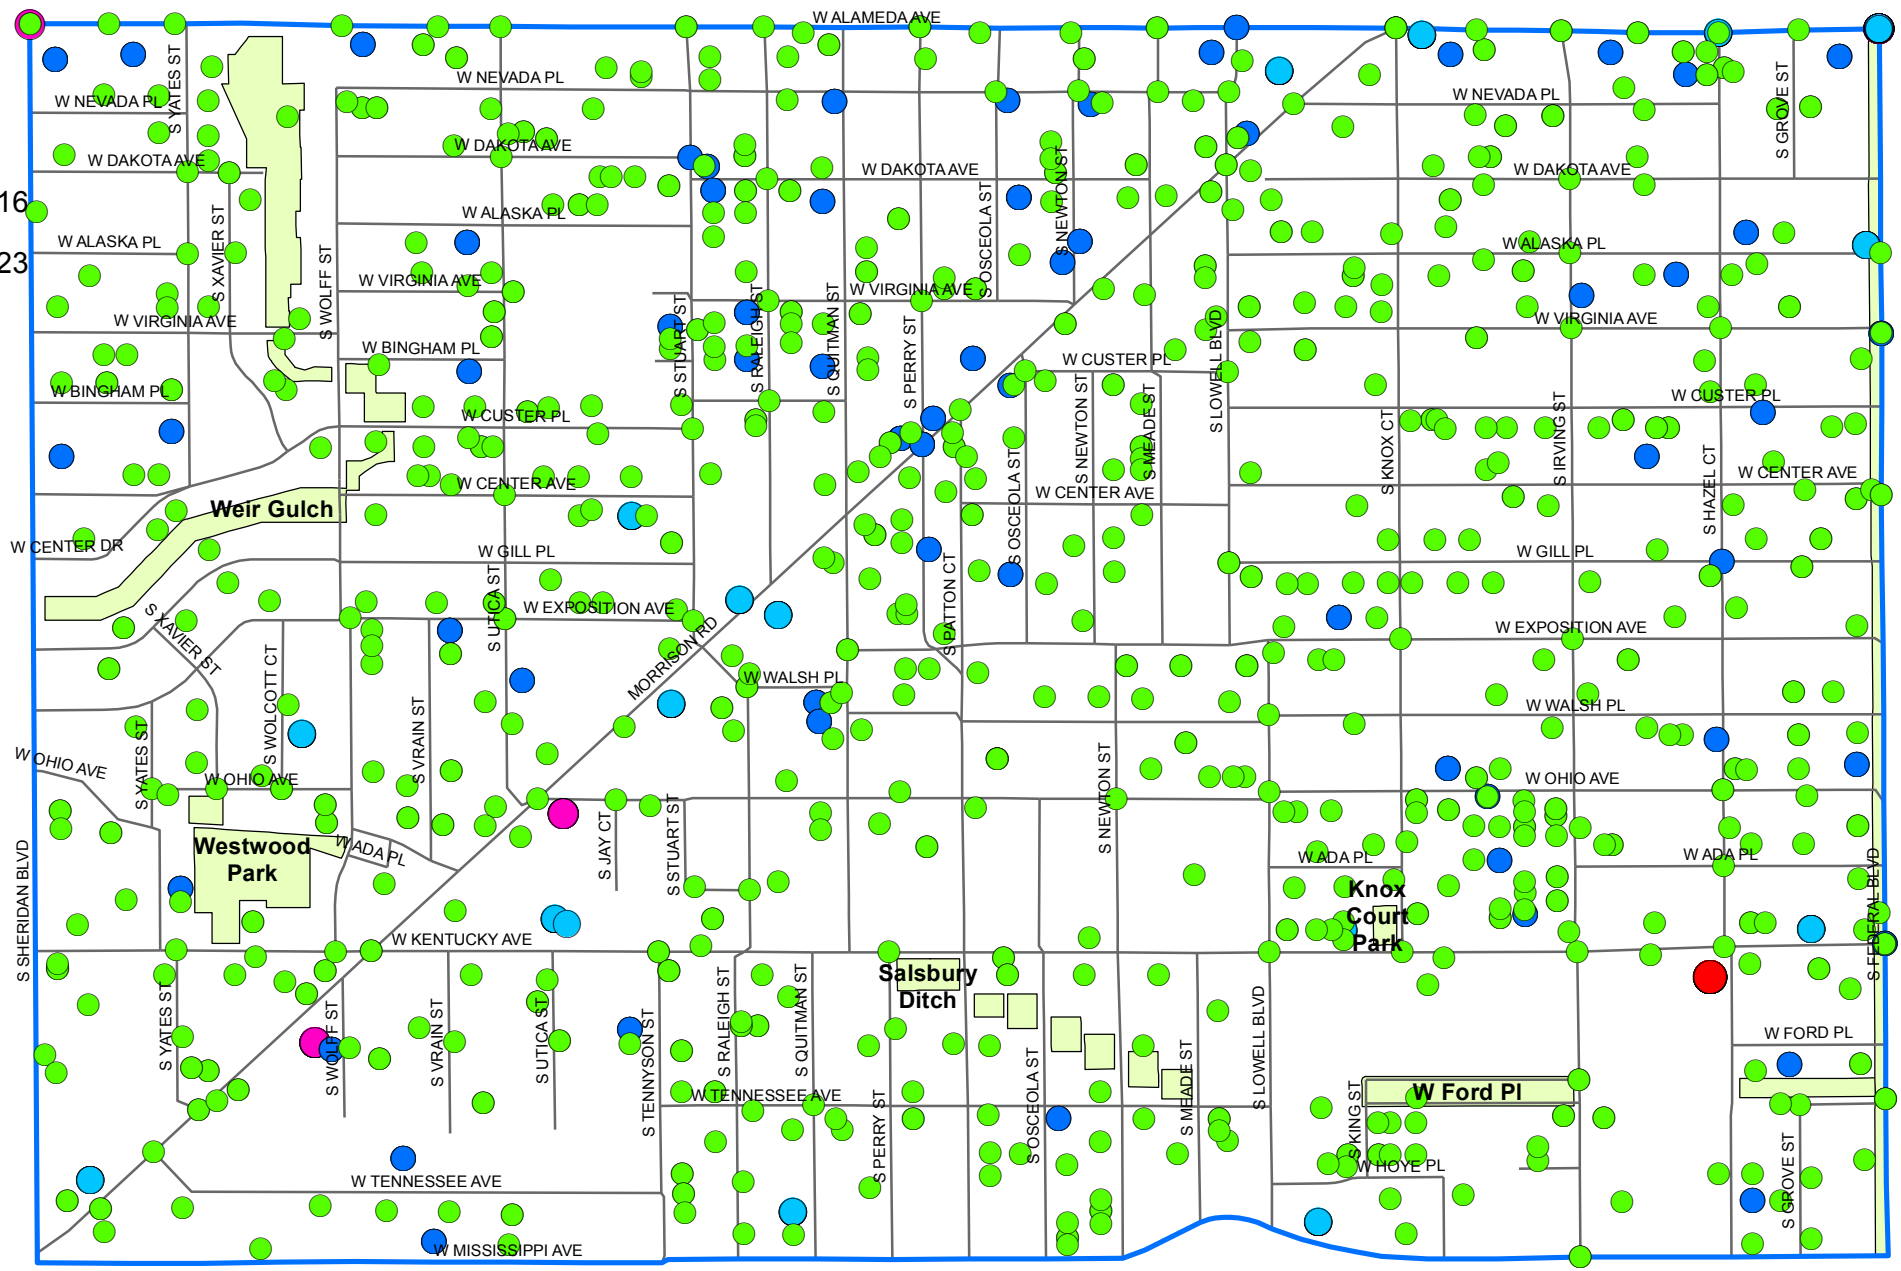 W ALAMEDA AVE
W NEVADA PL
W NEVADA PL
W NEVADA PL
S YATES ST
S GROVE ST
W DAKOTA AVE
W DAKOTA AVE
W DAKOTA AVE
W DAKOTA AVE
S NEWTON ST
S NEWTON ST
16
S OSCEOLA ST
S XAVIER ST
S WOLFF ST
W ALASKA PL
W ALASKA PL
W ALASKA PL
23
W VIRGINIA AVE
W VIRGINIA AVE
W VIRGINIA AVE
W VIRGINIA AVE
S STUART ST
S RALEIGH ST
S QUITMAN ST
S PERRY ST
S LOWELL BLVD
W BINGHAM PL
W BINGHAM PL
W CUSTER PL
W CUSTER PL
W CUSTER PL
S NEWTON ST
S MEADE ST
S KNOX CT
S IRVING ST
S HAZEL CT
W CENTER AVE
W CENTER AVE
W CENTER AVE
S OSCEOLA ST
Weir Gulch
W CENTER DR
W GILL PL
W GILL PL
S UTICA ST
S PATTON CT
W EXPOSITION AVE
W EXPOSITION AVE
S XAVIER ST
MORRISON RD
S WOLCOTT CT
W WALSH PL
W WALSH PL
S VRAIN ST
S YATES ST
W OHIO AVE
W OHIO AVE
W OHIO AVE
S NEWTON ST
S JAY CT
S STUART ST
Westwood
Park
W ADA PL
W ADA PL
W ADA PL
S SHERIDAN BLVD
S FEDERAL BLVD
Knox
Court
Park
W KENTUCKY AVE
Salsbury
Ditch
S YATES ST
S WOLFF ST
S VRAIN ST
S UTICA ST
S TENNYSON ST
S RALEIGH ST
S QUITMAN ST
S OSCEOLA ST
S MEADE ST
S LOWELL BLVD
W FORD PL
W Ford Pl
S KING ST
W TENNESSEE AVE
S PERRY ST
W HOYE PL
W TENNESSEE AVE
S GROVE ST
W MISSISSIPPI AVE